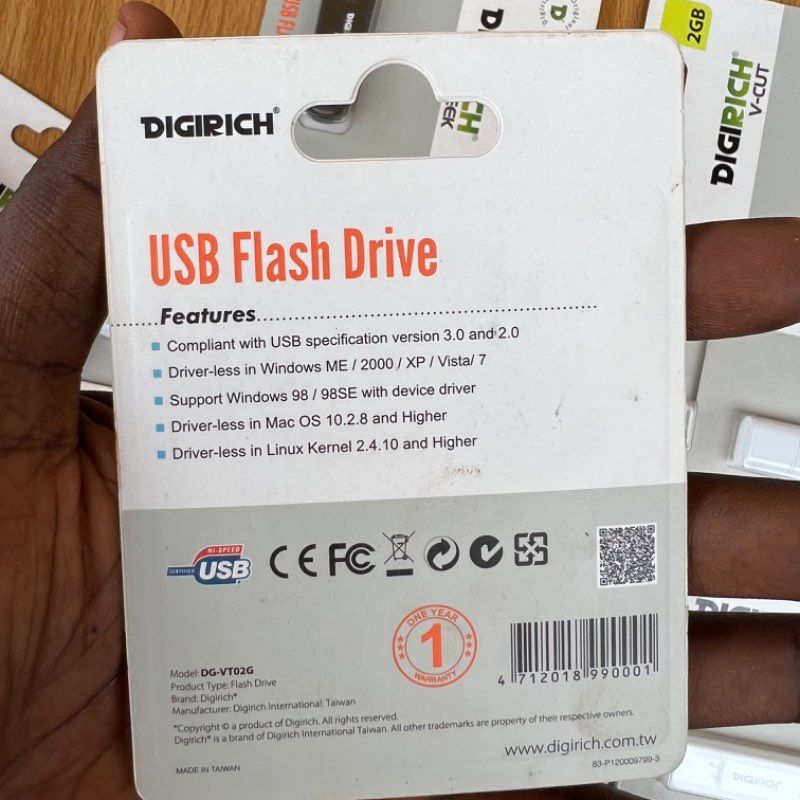 USB FL
2GB
DIGIRICH®
V-CUT
DIGIRICH®
USB Flash Drive
Features
Compliant with USB specification version 3.0 and 2.0
Driver-less in Windows ME / 2000 / XP / Vista/ 7
Support Windows 98 / 98SE with device driver
Driver-less in Mac OS 10.2.8 and Higher
Driver-less in Linux Kernel 2.4.10 and Higher
HI-SPEED
CERTIFIED USB
CE FC
ONE YEAR
1
WARRANTY
4 712018 990001
Model: DG-VT02G
Product Type: Flash Drive
Brand: Digirich®
Manufacturer: Digirich International, Taiwan
*Copyright © a product of Digirich. All rights reserved.
Digirich® is a brand of Digirich International Taiwan. All other trademarks are property of their respective owners.
www.digirich.com.tw
MADE IN TAIWAN
83-P120009799-3
DIGIRICH